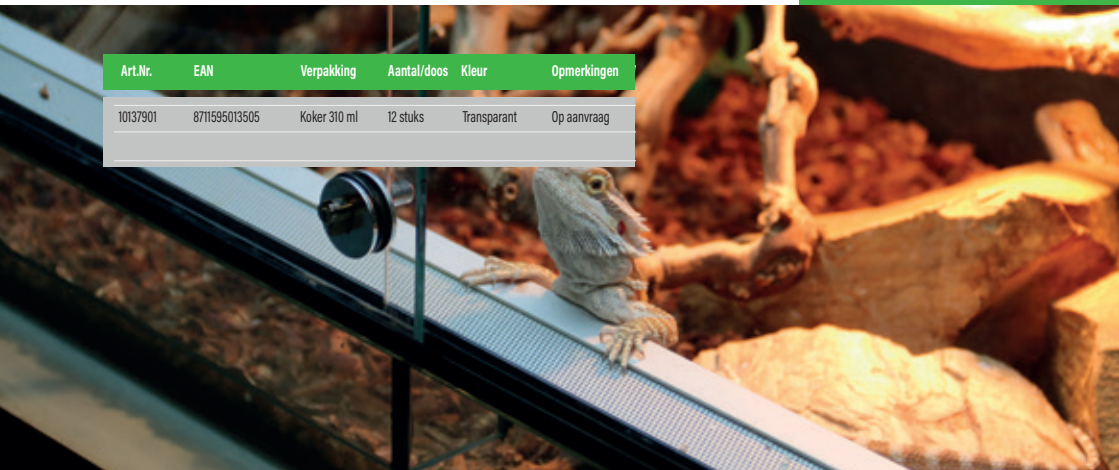 Art.Nr. EAN Verpakking Aantal/doos Kleur Opmerkingen
10137901 8711595013505 Koker 310 ml 12 stuks Transparant Op aanvraag